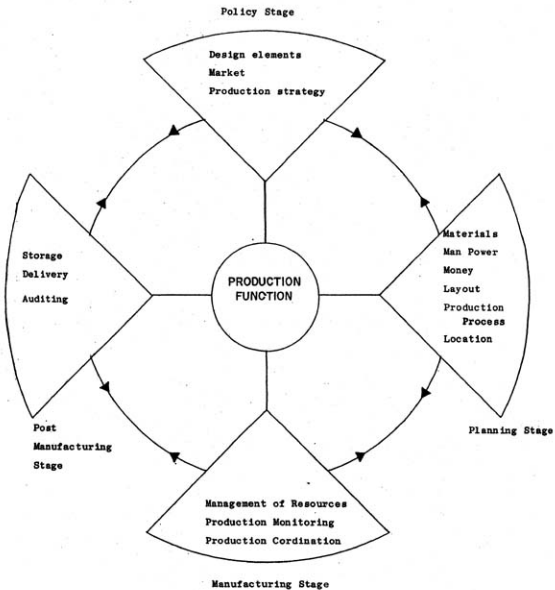 Policy Stage
Design elements
Market
Production strategy
Storage
Delivery
Auditing
PRODUCTION
FUNCTION
Materials
Man Power
Money
Layout
Production
Process
Location
Post
Manufacturing
Stage
Planning Stage
Management of Resources
Production Monitoring
Production Cordination
Manufacturing Stage